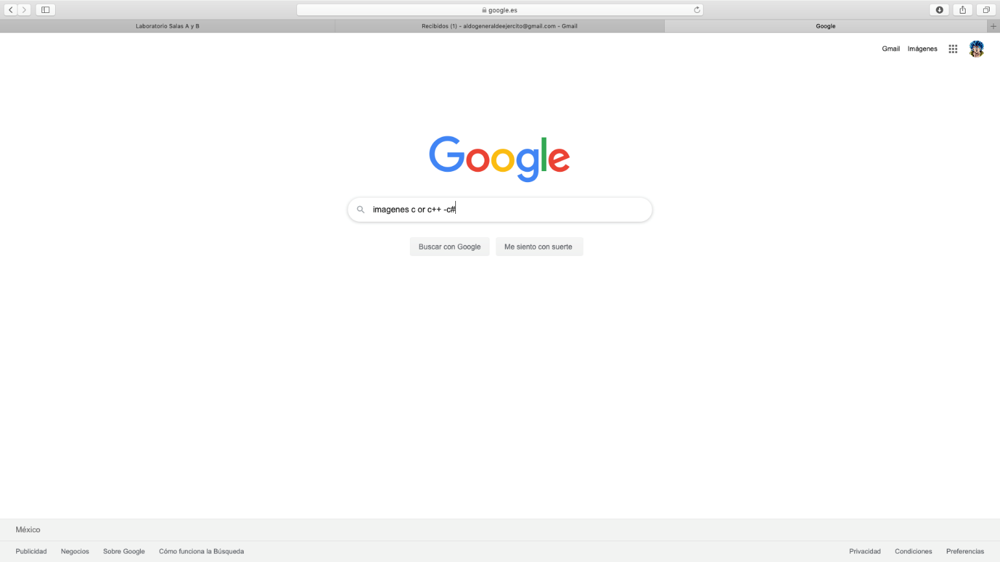 google.es
Laboratorio Salas A y B
Recibidos (1) - aldogeneraldeejercito@gmail.com - Gmail
Google
Gmail Imágenes
Google
imagenes c or c++ -c#
Buscar con Google Me siento con suerte
México
Publicidad Negocios Sobre Google Cómo funciona la Búsqueda Privacidad Condiciones Preferencias